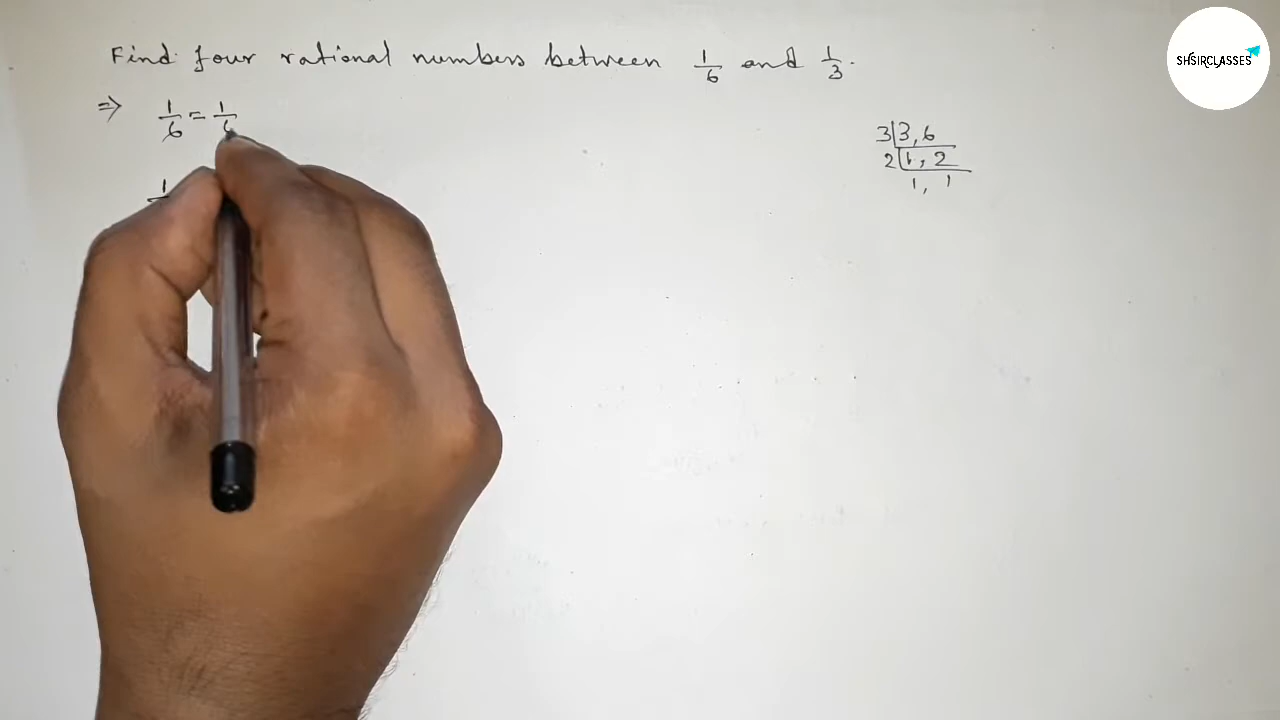 Find four rational numbers between 1/6 and 1/3.
⇒ 1/6 = 1/6
1
3 | 3, 6
2 | 1, 2
1, 1
SHSIRCLASSES